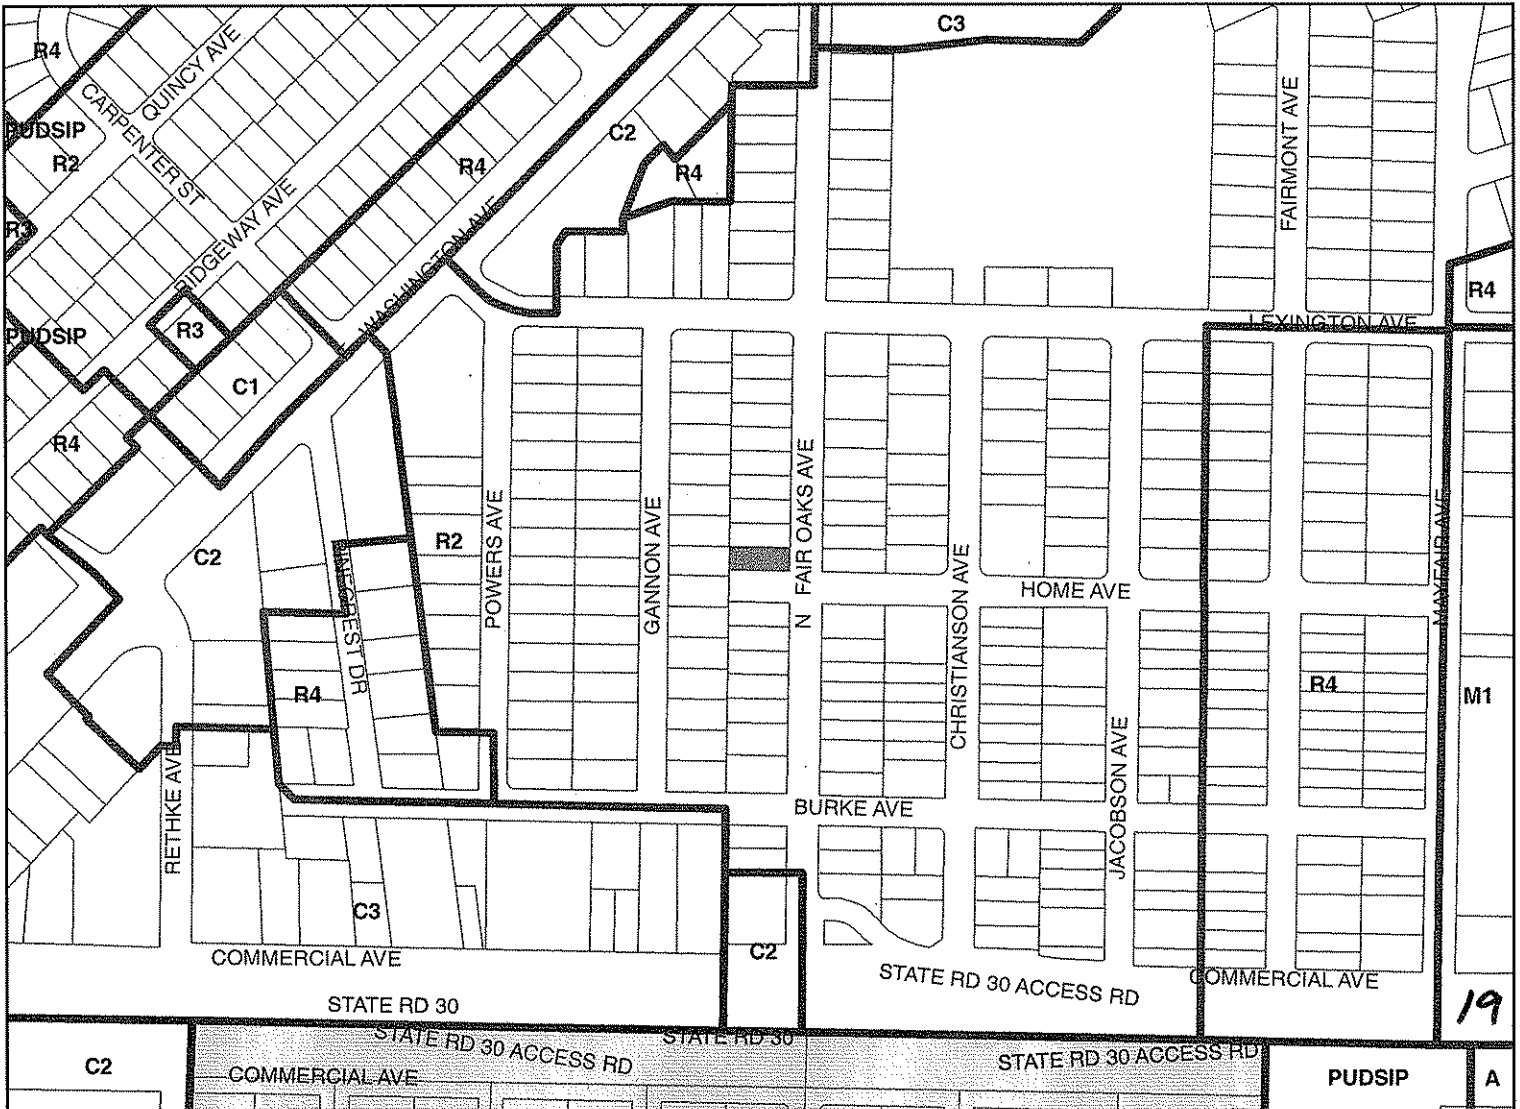 C3
R4
QUINCY AVE
CARPENTER ST
PUDSIP
R2
C2
R4
R4
FAIRMONT AVE
R3
RIDGEWAY AVE
WASHINGTON AVE
R4
PUDSIP
R3
LEXINGTON AVE
C1
R4
C2
R2
POWERS AVE
GANNON AVE
N FAIR OAKS AVE
CHRISTIANSON AVE
HOME AVE
MAYFAIR AVE
R4
R4
M1
RETHKE AVE
BURKE AVE
JACOBSON AVE
C3
C2
COMMERCIAL AVE
STATE RD 30 ACCESS RD
COMMERCIAL AVE
STATE RD 30
19
STATE RD 30 ACCESS RD
STATE RD 30
STATE RD 30 ACCESS RD
C2
COMMERCIAL AVE
PUDSIP
A